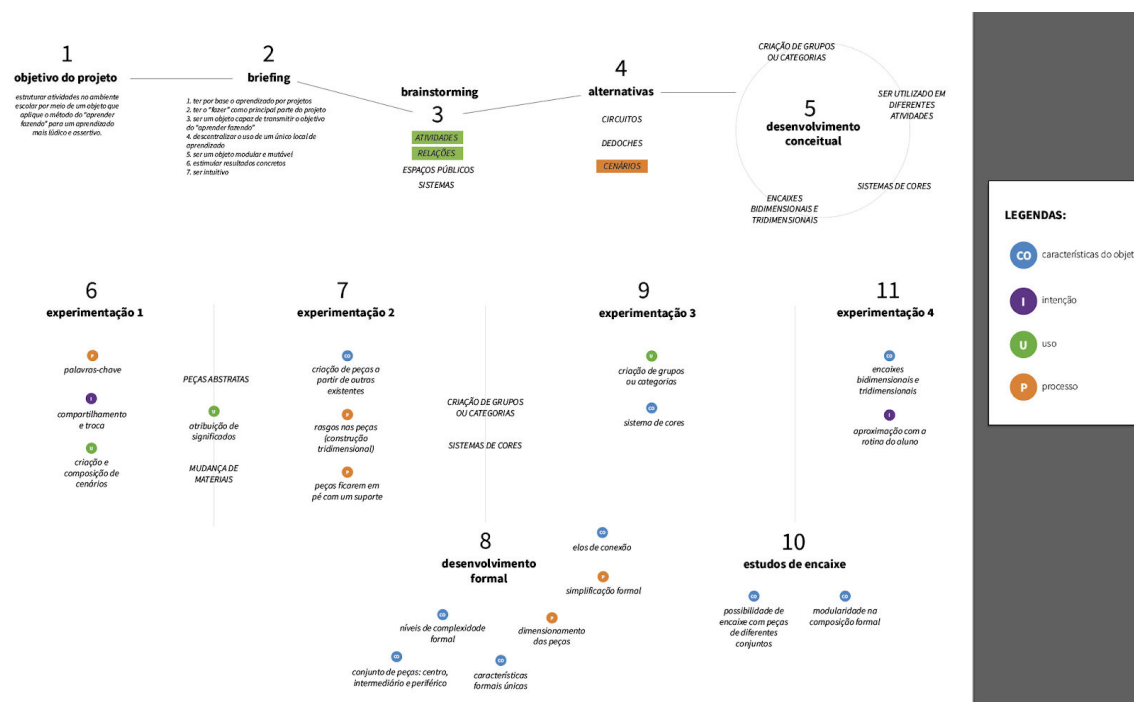 1
objetivo do projeto
estruturar atividades no ambiente
escolar por meio de um objeto que
aplique o método do "aprender
fazendo" para um aprendizado
mais lúdico e assertivo.
2
briefing
1. ter por base o aprendizado por projetos
2. ter o "fazer" como principal parte do projeto
3. ser um objeto capaz de transmitir o objetivo
do "aprender fazendo"
4. descentralizar o uso de um único local de
aprendizado
5. ser um objeto modular e mutável
6. estimular resultados concretos
7. ser intuitivo
brainstorming
3
ATIVIDADES
RELAÇÕES
ESPAÇOS PÚBLICOS
SISTEMAS
4
alternativas
CIRCUITOS
DEDOCHES
CENÁRIOS
5
desenvolvimento
conceitual
CRIAÇÃO DE GRUPOS
OU CATEGORIAS
SER UTILIZADO EM
DIFERENTES
ATIVIDADES
SISTEMAS DE CORES
ENCAIXES
BIDIMENSIONAIS E
TRIDIMENSIONAIS
LEGENDAS:
CO características do objet
I intenção
U uso
P processo
6
experimentação 1
P
palavras-chave
I
compartilhamento
e troca
U
criação e
composição de
cenários
PEÇAS ABSTRATAS
U
atribuição de
significados
MUDANÇA DE
MATERIAIS
7
experimentação 2
CO
criação de peças a
partir de outras
existentes
P
rasgos nas peças
(construção
tridimensional)
P
peças ficarem em
pé com um suporte
CRIAÇÃO DE GRUPOS
OU CATEGORIAS
SISTEMAS DE CORES
8
desenvolvimento
formal
CO
elos de conexão
P
simplificação formal
CO
níveis de complexidade
formal
P
dimensionamento
das peças
CO
conjunto de peças: centro,
intermediário e periférico
CO
características
formais únicas
9
experimentação 3
U
criação de grupos
ou categorias
CO
sistema de cores
10
estudos de encaixe
CO
possibilidade de
encaixe com peças
de diferentes
conjuntos
CO
modularidade na
composição formal
11
experimentação 4
CO
encaixes
bidimensionais e
tridimensionais
I
aproximação com a
rotina do aluno